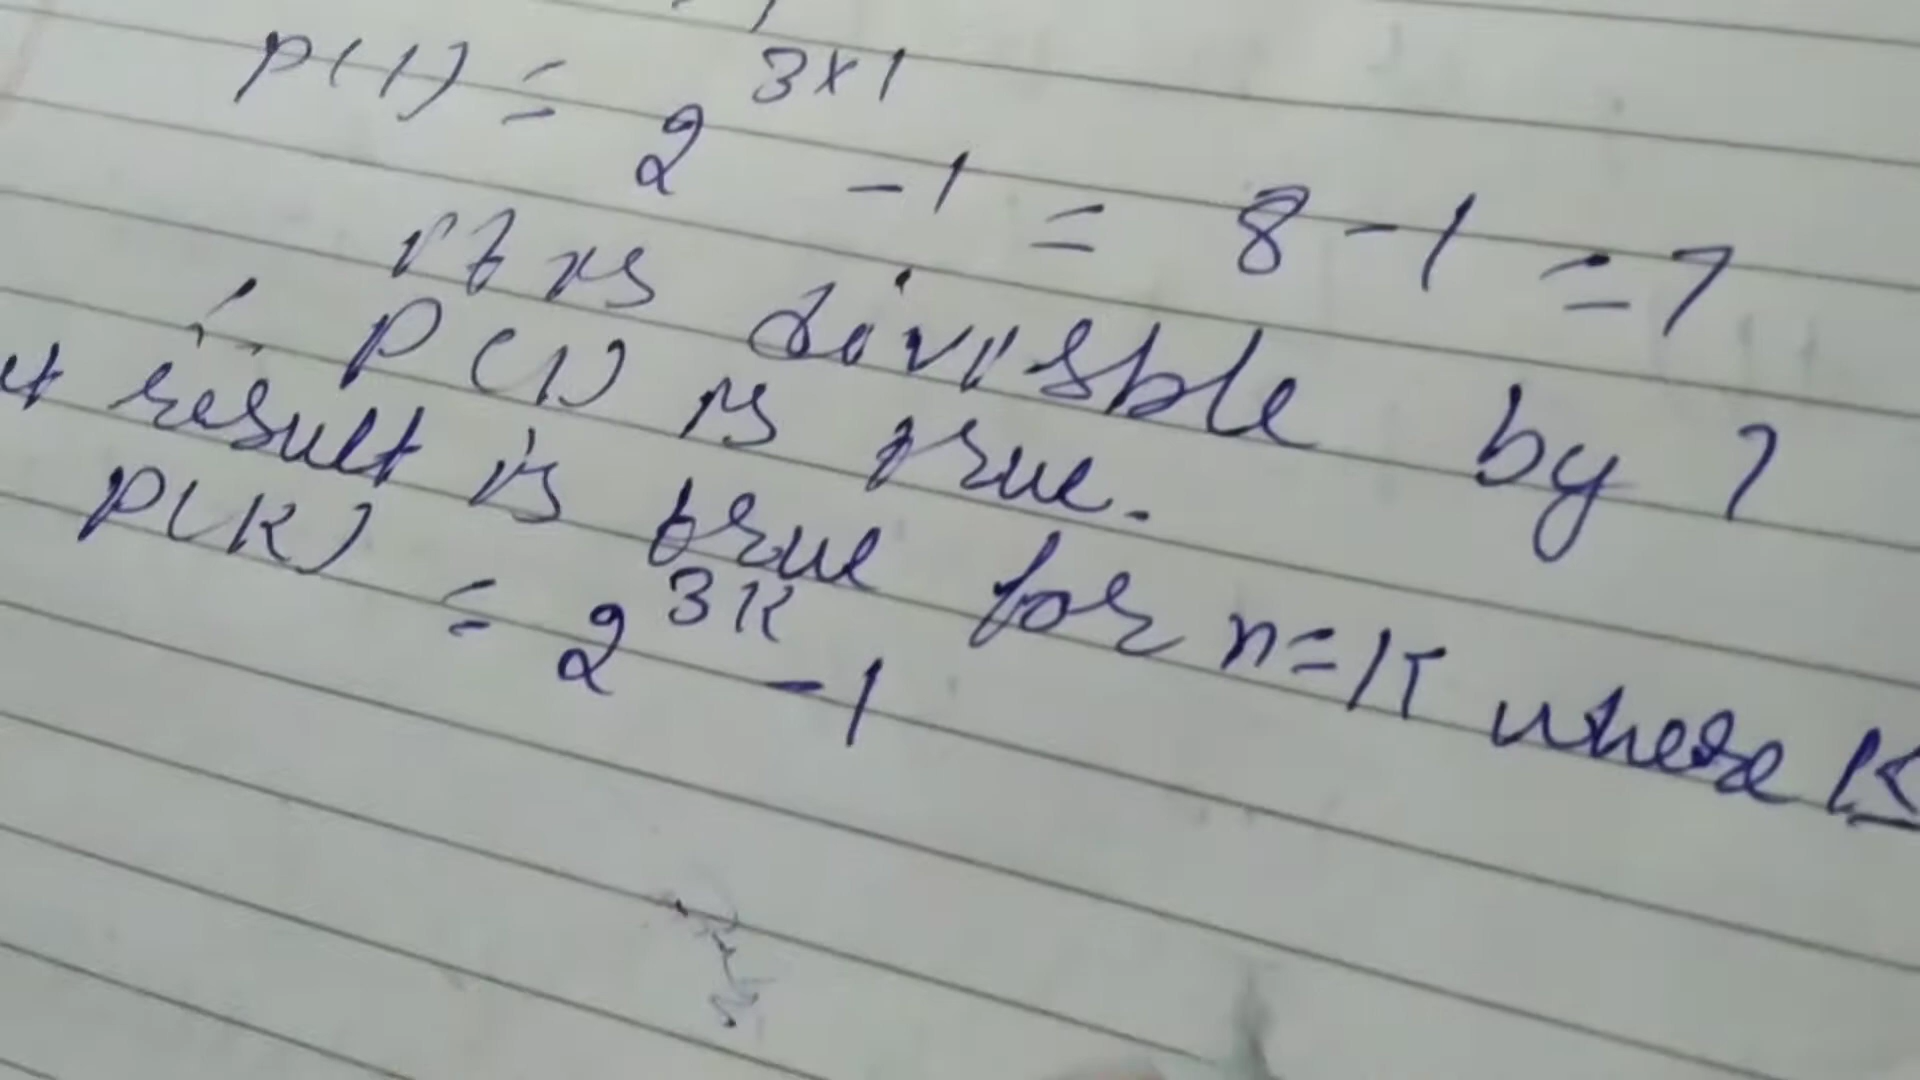 P(1) = 2^{3×1} - 1 = 8 - 1 = 7
it is divisble by 7
∴ P(1) is true.
result is true for n=K where K
P(K) = 2^{3K} - 1